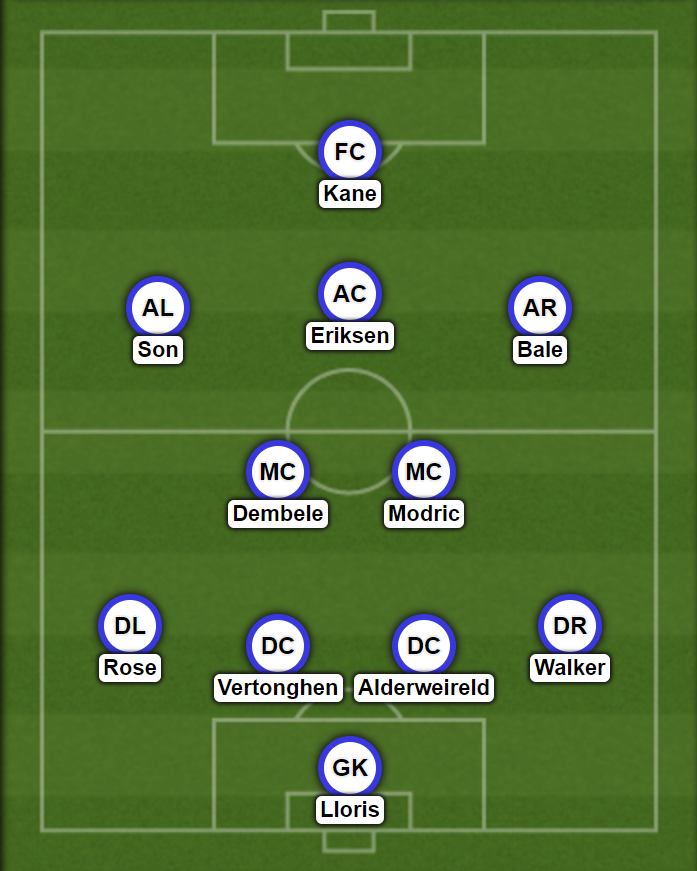 FC
Kane
AL
AC
AR
Son
Eriksen
Bale
MC
MC
Dembele
Modric
DL
DC
DC
DR
Rose
Vertonghen
Alderweireld
Walker
GK
Lloris